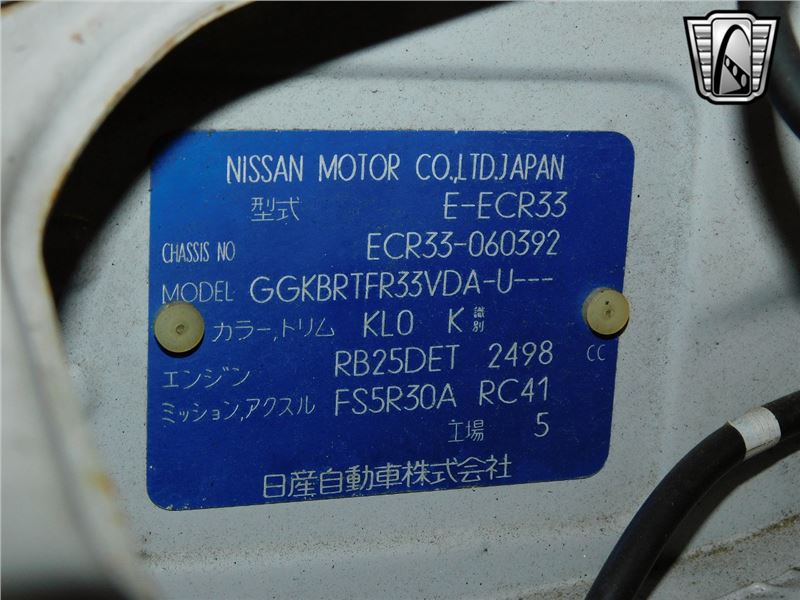 NISSAN MOTOR CO.,LTD.JAPAN
型式 E-ECR33
CHASSIS NO ECR33-060392
MODEL GGKBRTFR33VDA-U---
カラー,トリム KL0 K 識別
エンジン RB25DET 2498 CC
ミッション,アクスル FS5R30A RC41
工場 5
日産自動車株式会社